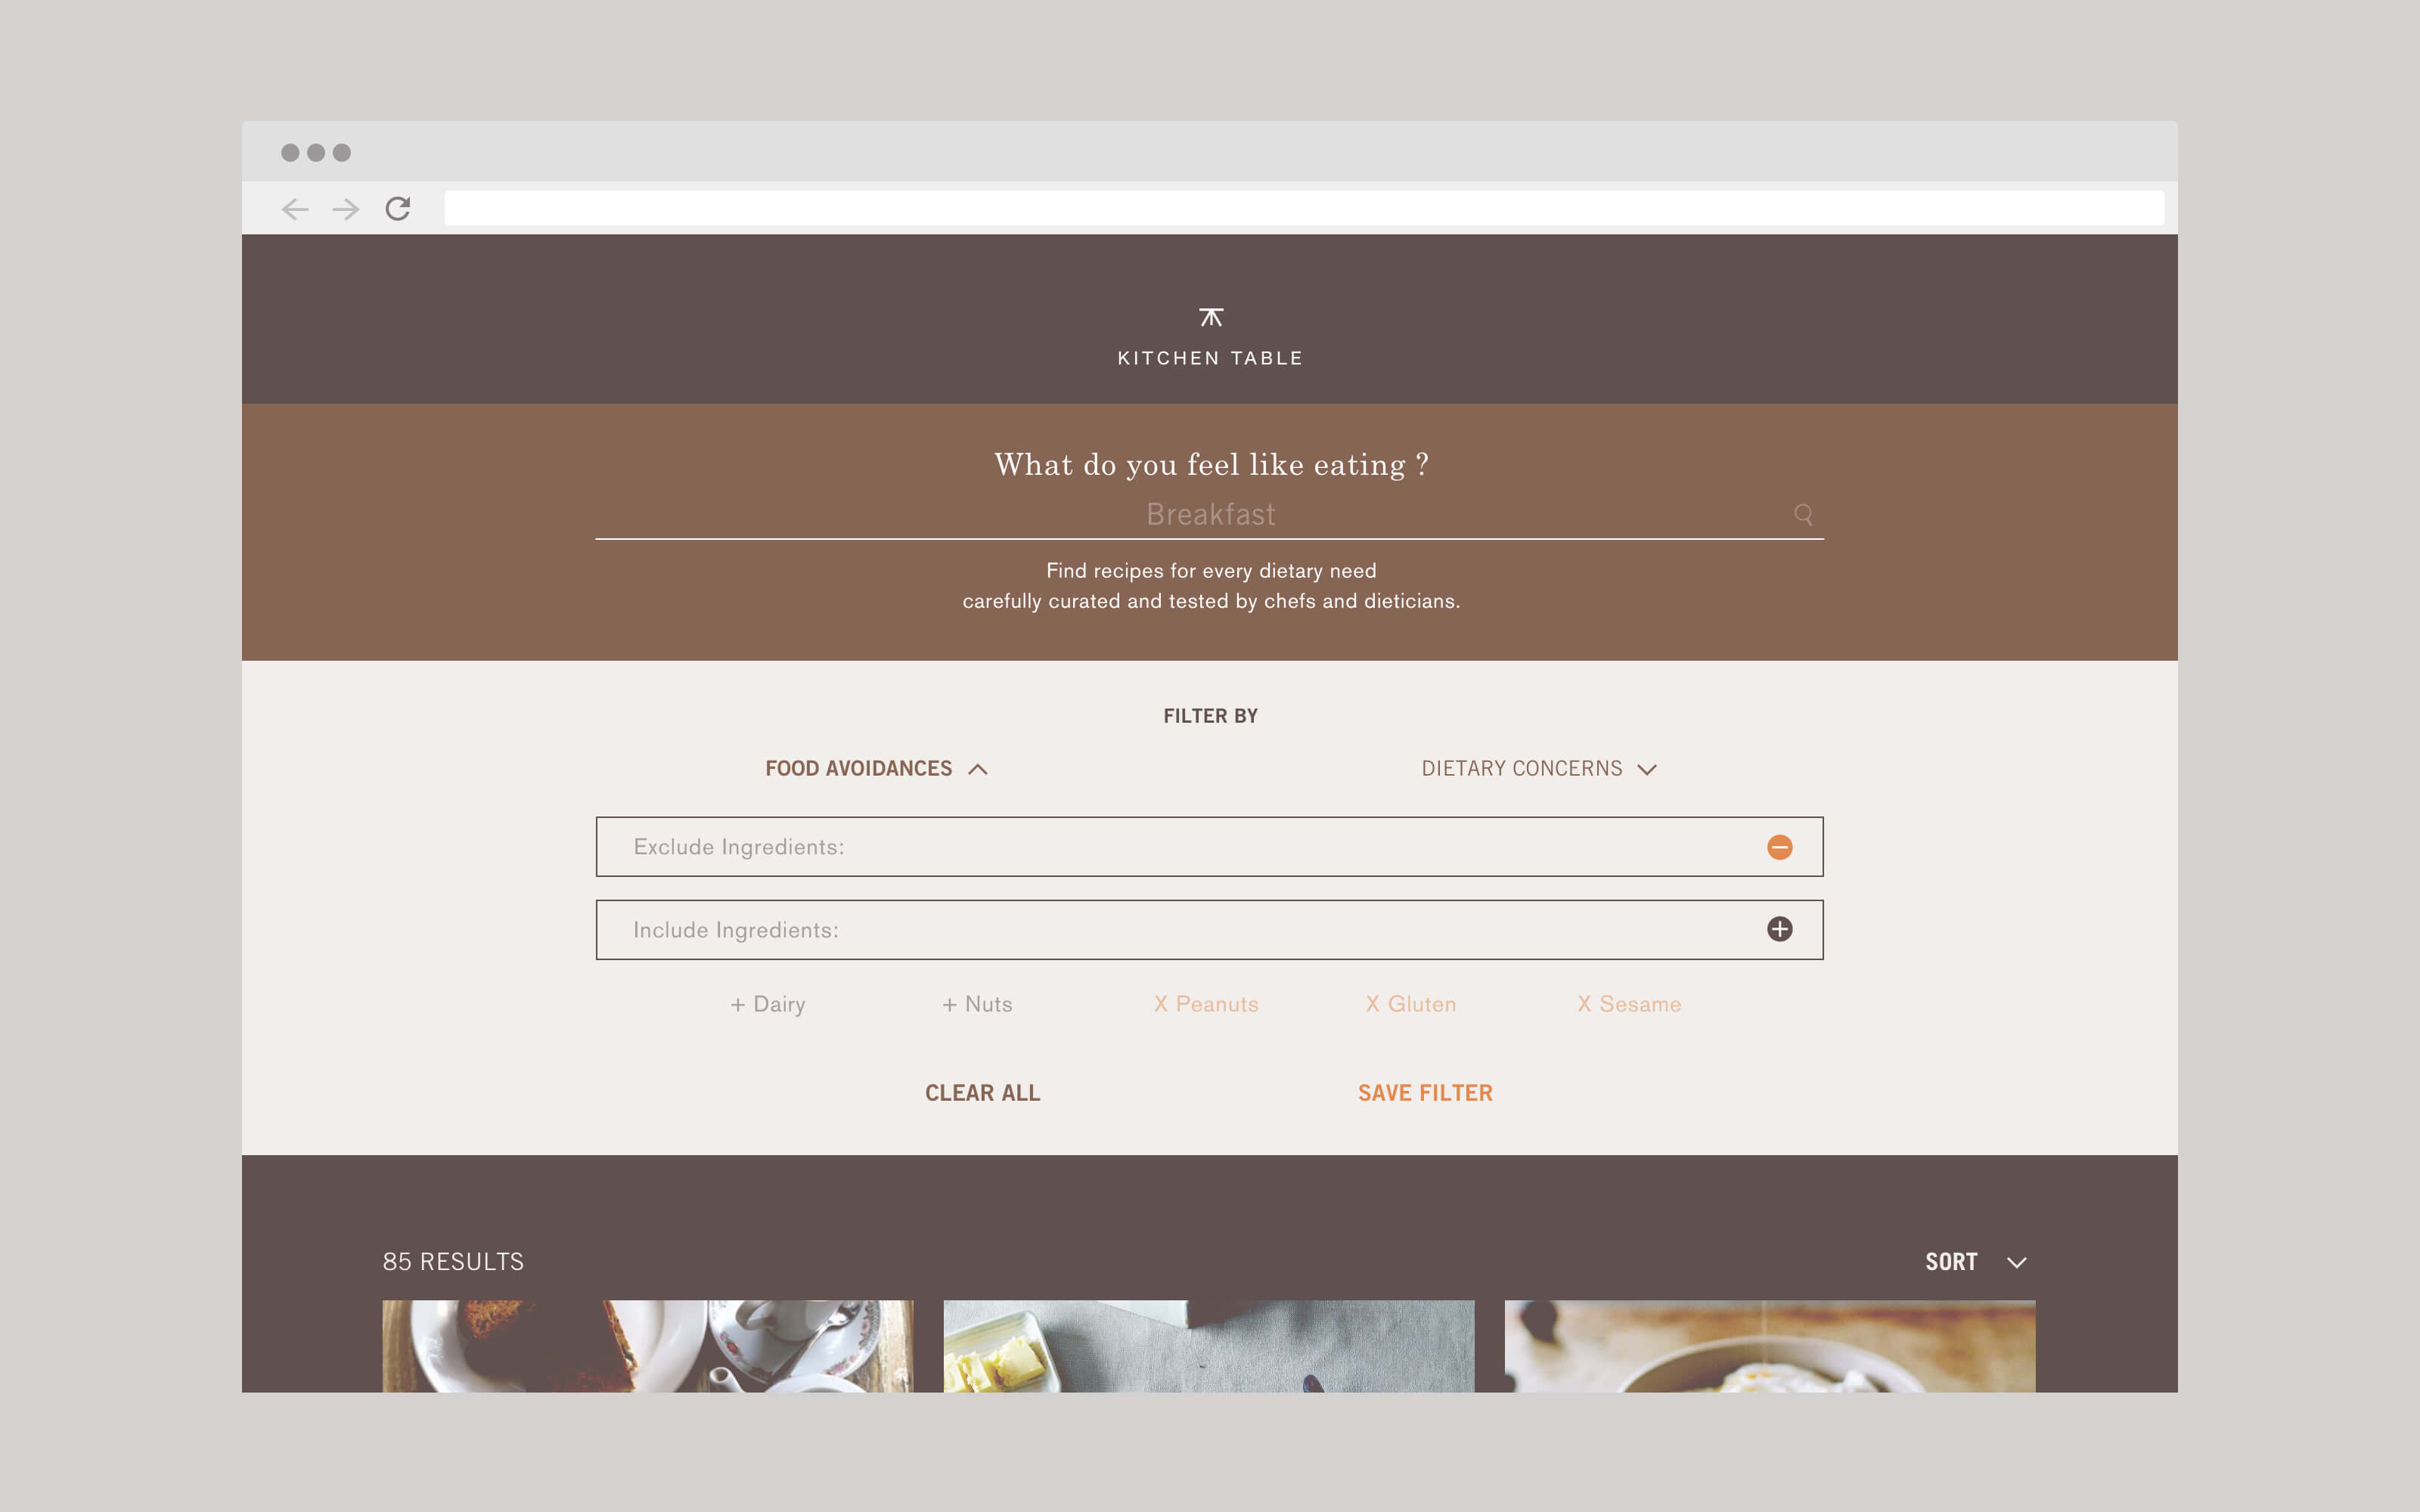 KITCHEN TABLE
What do you feel like eating ?
Breakfast
Find recipes for every dietary need
carefully curated and tested by chefs and dieticians.
FILTER BY
FOOD AVOIDANCES
DIETARY CONCERNS
Exclude Ingredients:
Include Ingredients:
+ Dairy
+ Nuts
X Peanuts
X Gluten
X Sesame
CLEAR ALL
SAVE FILTER
85 RESULTS
SORT